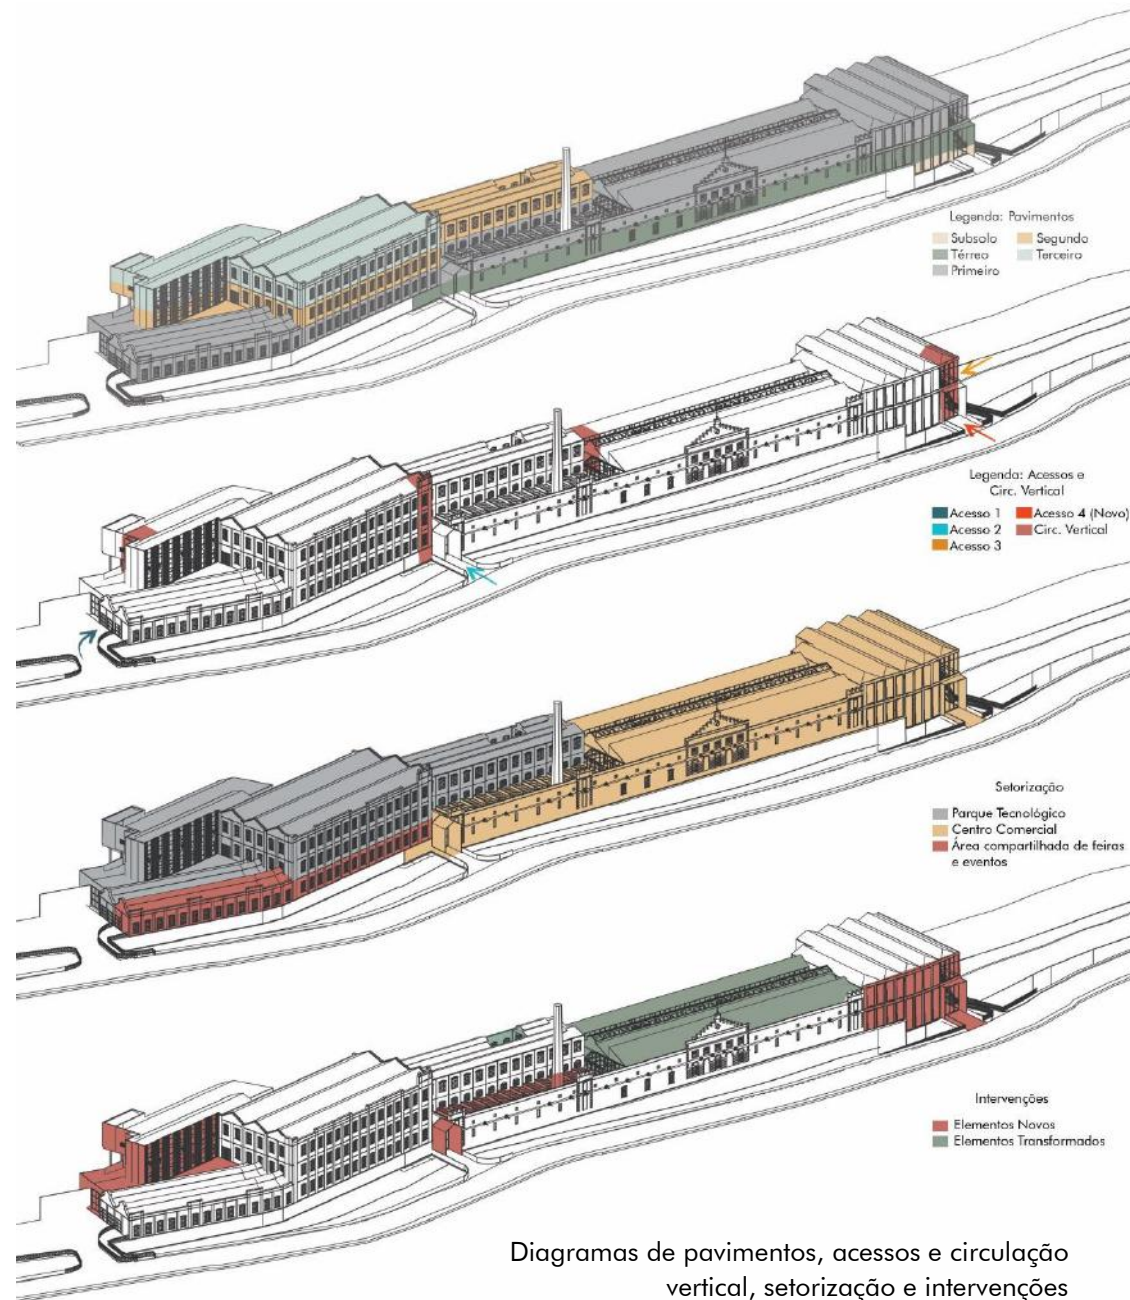 Legenda: Pavimentos
Subsolo
Segundo
Térreo
Terceiro
Primeiro
Legenda: Acessos e
Circ. Vertical
Acesso 1
Acesso 4 (Novo)
Acesso 2
Circ. Vertical
Acesso 3
Setorização
Parque Tecnológico
Centro Comercial
Área compartilhada de feiras
e eventos
Intervenções
Elementos Novos
Elementos Transformados
Diagramas de pavimentos, acessos e circulação
vertical, setorização e intervenções